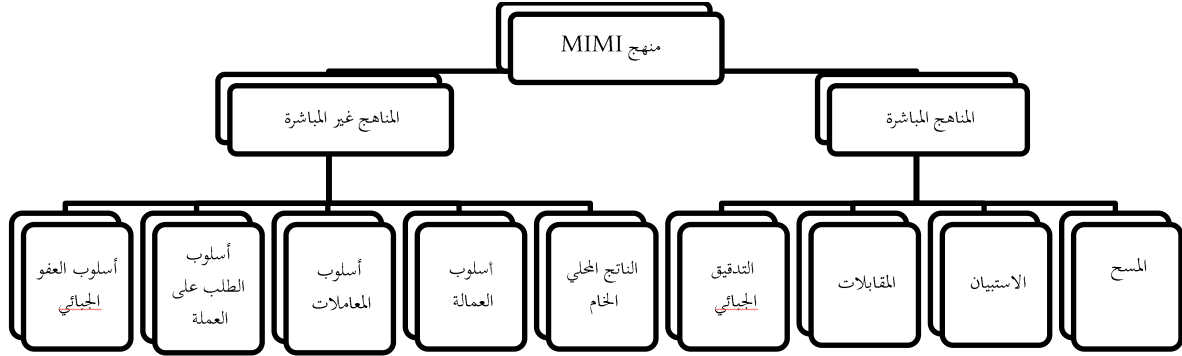 منهج MIMI
المناهج المباشرة
المناهج غير المباشرة
المسح
الاستبيان
المقابلات
التدقيق
الجبائي
الناتج المحلي
الخام
أسلوب
العمالة
أسلوب
المعاملات
أسلوب
الطلب على
العملة
أسلوب العفو
الجبائي